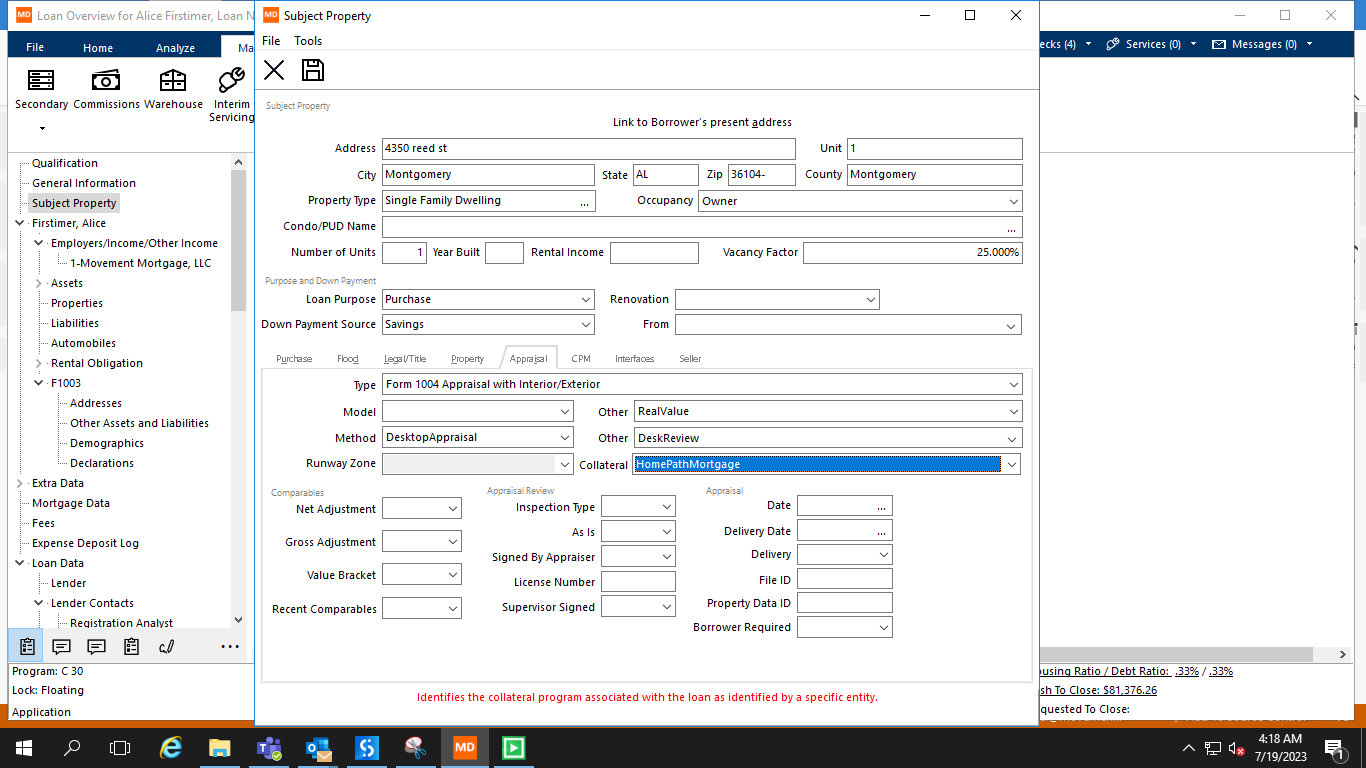 MD Loan Overview for Alice Firstimer, Loan N
MD Subject Property
File Home Analyze Ma
File Tools
ecks (4) Services (0) Messages (0)
Secondary Commissions Warehouse Interim Servicing
Subject Property
Link to Borrower's present address
Address 4350 reed st Unit 1
City Montgomery State AL Zip 36104- County Montgomery
Property Type Single Family Dwelling ... Occupancy Owner
Condo/PUD Name ...
Number of Units 1 Year Built Rental Income Vacancy Factor 25.000%
Purpose and Down Payment
Loan Purpose Purchase Renovation
Down Payment Source Savings From
Purchase Flood Legal/Title Property Appraisal CPM Interfaces Seller
Type Form 1004 Appraisal with Interior/Exterior
Model Other RealValue
Method DesktopAppraisal Other DeskReview
Runway Zone Collateral HomePathMortgage
Comparables
Net Adjustment
Gross Adjustment
Value Bracket
Recent Comparables
Appraisal Review
Inspection Type
As Is
Signed By Appraiser
License Number
Supervisor Signed
Appraisal
Date ...
Delivery Date ...
Delivery
File ID
Property Data ID
Borrower Required
Identifies the collateral program associated with the loan as identified by a specific entity.
Qualification
General Information
Subject Property
Firstimer, Alice
Employers/Income/Other Income
1-Movement Mortgage, LLC
Assets
Properties
Liabilities
Automobiles
Rental Obligation
F1003
Addresses
Other Assets and Liabilities
Demographics
Declarations
Extra Data
Mortgage Data
Fees
Expense Deposit Log
Loan Data
Lender
Lender Contacts
Registration Analyst
...
Program: C 30
Lock: Floating
Application
ousing Ratio / Debt Ratio: .33% / .33%
sh To Close: $81,376.26
quested To Close:
MD
4:18 AM
7/19/2023
1